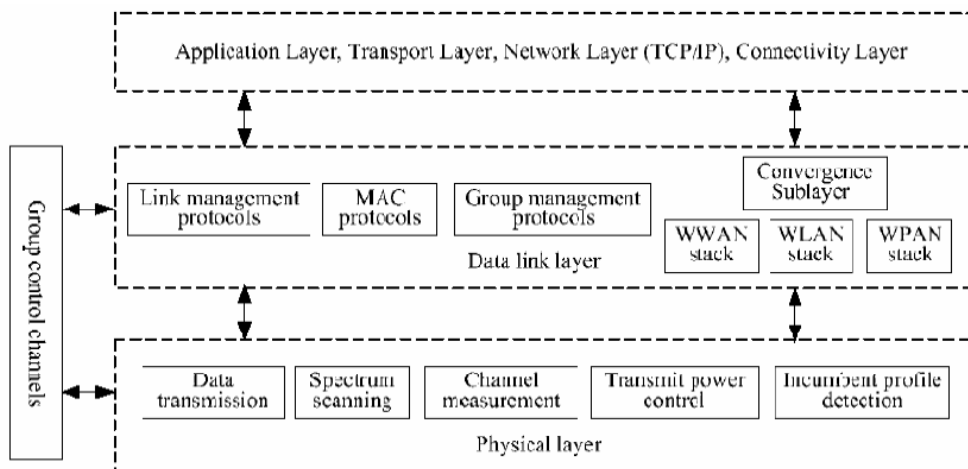 Application Layer, Transport Layer, Network Layer (TCP/IP), Connectivity Layer
Group control channels
Link management
protocols
MAC
protocols
Group management
protocols
Convergence
Sublayer
WWAN
stack
WLAN
stack
WPAN
stack
Data link layer
Data
transmission
Spectrum
scanning
Channel
measurement
Transmit power
control
Incumbent profile
detection
Physical layer